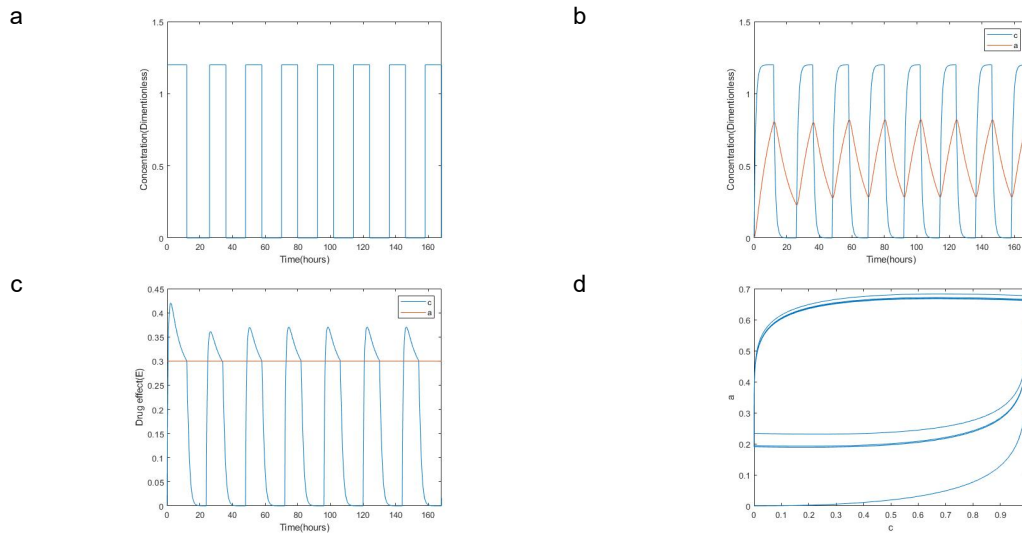 a
1.5
1
0.5
0
Concentration(Dimentionless)
0 20 40 60 80 100 120 140 160
Time(hours)
b
1.5
1
0.5
0
Concentration(Dimentionless)
c
a
0 20 40 60 80 100 120 140 160
Time(hours)
c
0.45
0.4
0.35
0.3
0.25
0.2
0.15
0.1
0.05
0
Drug effect(E)
c
a
0 20 40 60 80 100 120 140 160
Time(hours)
d
0.7
0.6
0.5
0.4
0.3
0.2
0.1
0
a
0 0.1 0.2 0.3 0.4 0.5 0.6 0.7 0.8 0.9
c